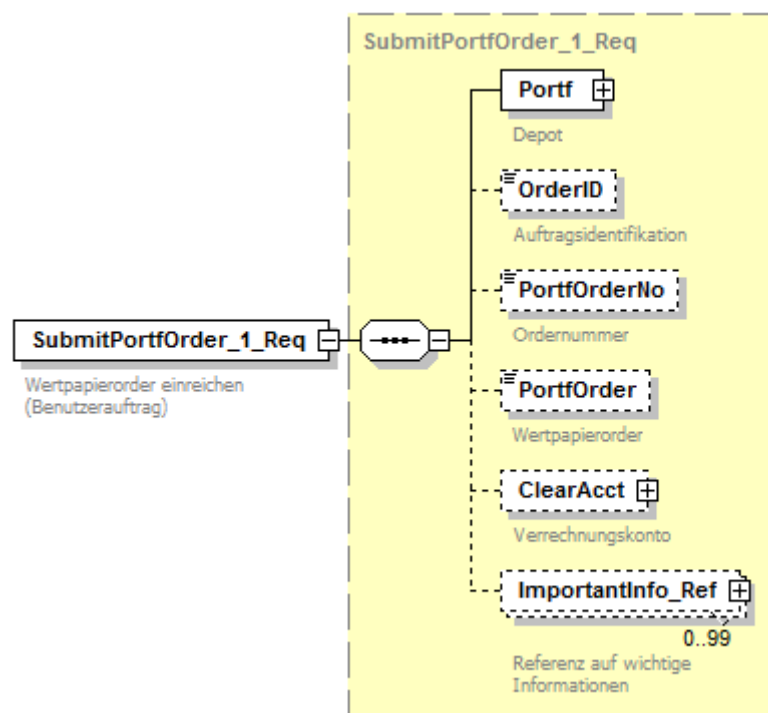 SubmitPortfOrder_1_Req
Portf
Depot
OrderID
Auftragsidentifikation
PortfOrderNo
Ordernummer
SubmitPortfOrder_1_Req
Wertpapierorder einreichen
(Benutzerauftrag)
PortfOrder
Wertpapierorder
ClearAcct
Verrechnungskonto
ImportantInfo_Ref
0..99
Referenz auf wichtige
Informationen